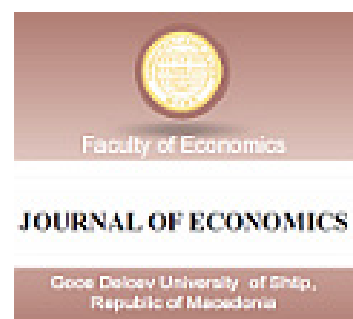 Faculty of Economics
JOURNAL OF ECONOMICS
Goce Delcev University of Shtip,
Republic of Macedonia